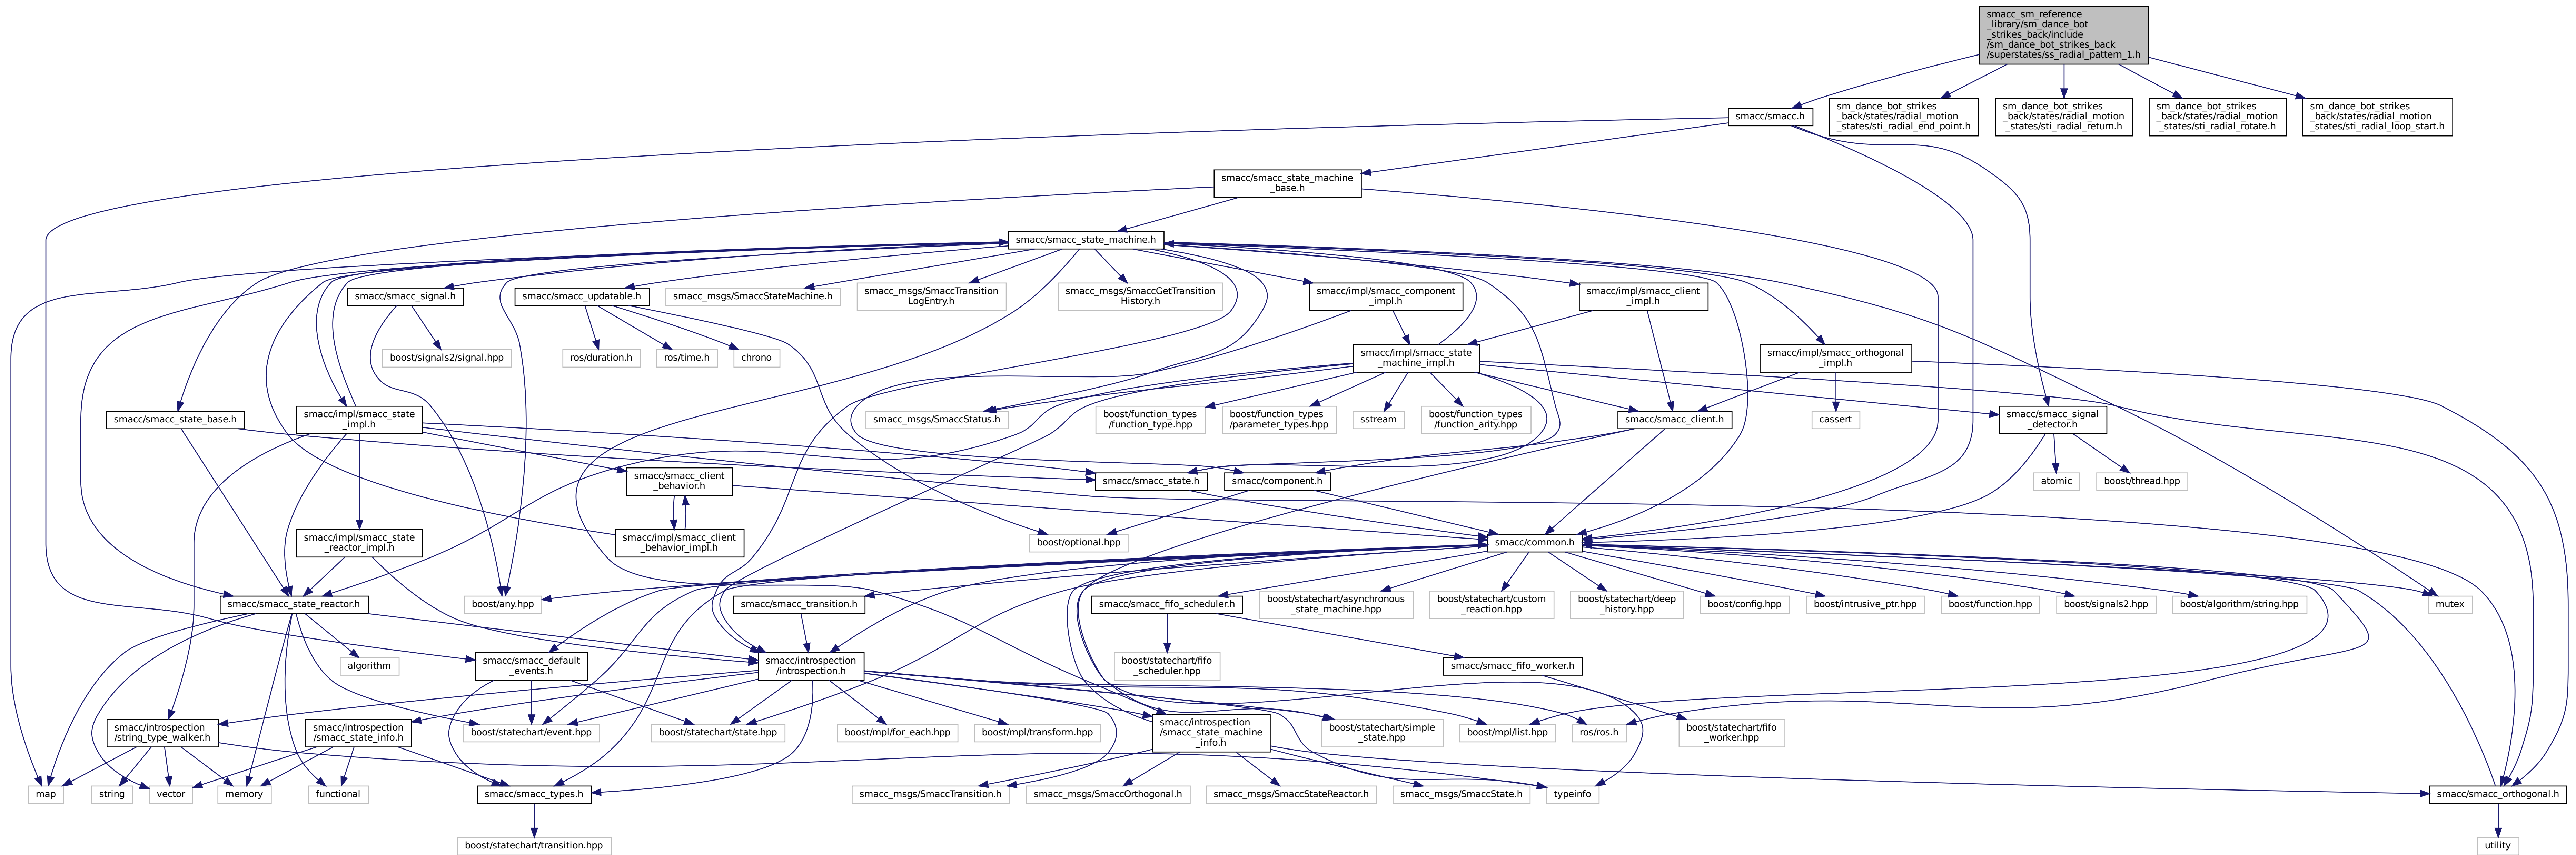 smacc_sm_reference
_library/sm_dance_bot
_strikes_back/include
/sm_dance_bot_strikes_back
/superstates/ss_radial_pattern_1.h
smacc/smacc.h
sm_dance_bot_strikes
_back/states/radial_motion
_states/sti_radial_end_point.h
sm_dance_bot_strikes
_back/states/radial_motion
_states/sti_radial_return.h
sm_dance_bot_strikes
_back/states/radial_motion
_states/sti_radial_rotate.h
sm_dance_bot_strikes
_back/states/radial_motion
_states/sti_radial_loop_start.h
smacc/smacc_state_machine
_base.h
smacc/smacc_state_machine.h
smacc/smacc_signal.h
smacc/smacc_updatable.h
smacc_msgs/SmaccStateMachine.h
smacc_msgs/SmaccTransition
LogEntry.h
smacc_msgs/SmaccGetTransition
History.h
smacc/impl/smacc_component
_impl.h
smacc/impl/smacc_client
_impl.h
boost/signals2/signal.hpp
ros/duration.h
ros/time.h
chrono
smacc/impl/smacc_state
_machine_impl.h
smacc/impl/smacc_orthogonal
_impl.h
smacc/smacc_state_base.h
smacc/impl/smacc_state
_impl.h
smacc_msgs/SmaccStatus.h
boost/function_types
/function_type.hpp
boost/function_types
/parameter_types.hpp
sstream
boost/function_types
/function_arity.hpp
smacc/smacc_client.h
cassert
smacc/smacc_signal
_detector.h
smacc/smacc_client
_behavior.h
smacc/smacc_state.h
smacc/component.h
atomic
boost/thread.hpp
smacc/impl/smacc_state
_reactor_impl.h
smacc/impl/smacc_client
_behavior_impl.h
boost/optional.hpp
smacc/common.h
smacc/smacc_state_reactor.h
boost/any.hpp
smacc/smacc_transition.h
smacc/smacc_fifo_scheduler.h
boost/statechart/asynchronous
_state_machine.hpp
boost/statechart/custom
_reaction.hpp
boost/statechart/deep
_history.hpp
boost/config.hpp
boost/intrusive_ptr.hpp
boost/function.hpp
boost/signals2.hpp
boost/algorithm/string.hpp
mutex
algorithm
smacc/smacc_default
_events.h
smacc/introspection
/introspection.h
boost/statechart/fifo
_scheduler.hpp
smacc/smacc_fifo_worker.h
smacc/introspection
/string_type_walker.h
smacc/introspection
/smacc_state_info.h
boost/statechart/event.hpp
boost/statechart/state.hpp
boost/mpl/for_each.hpp
boost/mpl/transform.hpp
smacc/introspection
/smacc_state_machine
_info.h
boost/statechart/simple
_state.hpp
boost/mpl/list.hpp
ros/ros.h
boost/statechart/fifo
_worker.hpp
map
string
vector
memory
functional
smacc/smacc_types.h
smacc_msgs/SmaccTransition.h
smacc_msgs/SmaccOrthogonal.h
smacc_msgs/SmaccStateReactor.h
smacc_msgs/SmaccState.h
typeinfo
smacc/smacc_orthogonal.h
boost/statechart/transition.hpp
utility